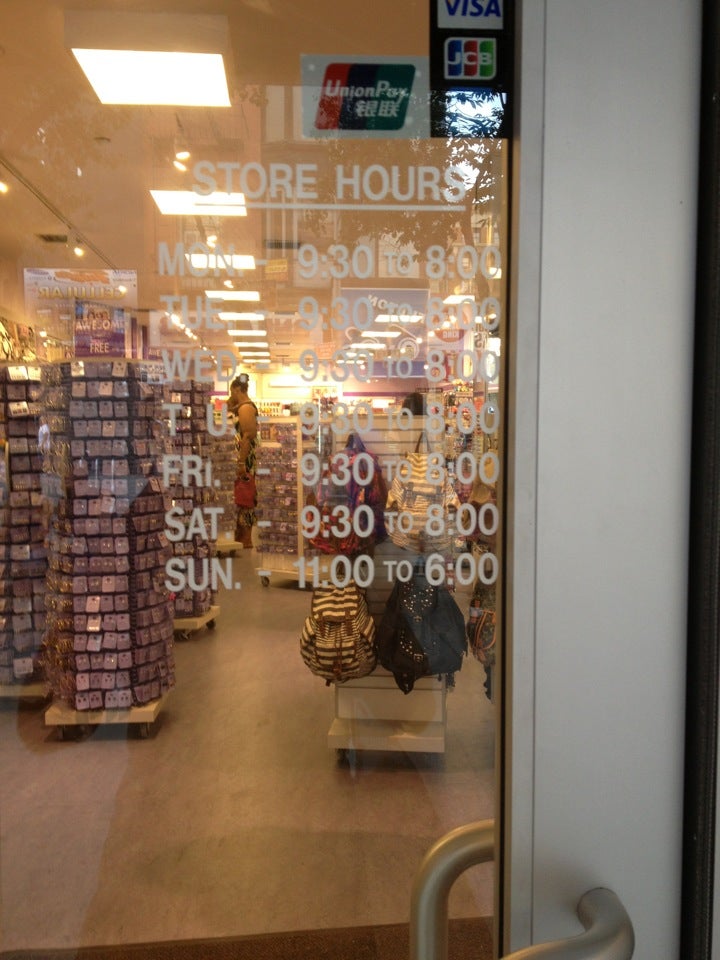 VISA
JCB
UnionPay
银联
STORE HOURS
MON. - 9:30 TO 8:00
TUE. - 9:30 TO 8:00
WED. - 9:30 TO 8:00
T U. - 9:30 TO 8:00
FRI. - 9:30 TO 8:00
SAT - 9:30 TO 8:00
SUN. - 11:00 TO 6:00
CELLULAR
AWESOME
FREE